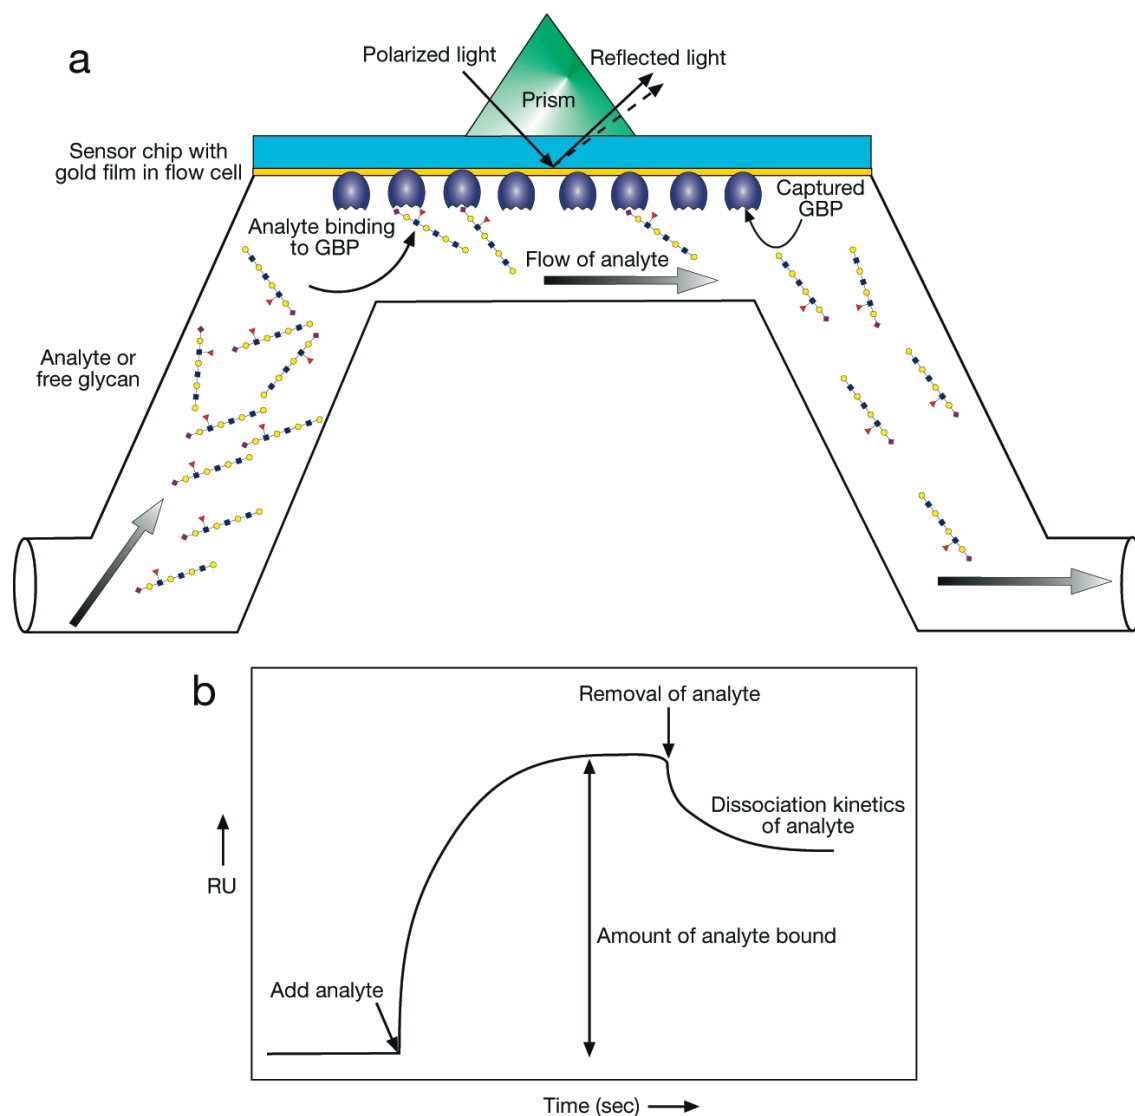 a
Polarized light
Reflected light
Prism
Sensor chip with
gold film in flow cell
Captured
GBP
Analyte binding
to GBP
Flow of analyte
Analyte or
free glycan
b
Removal of analyte
Dissociation kinetics
of analyte
RU
Amount of analyte bound
Add analyte
Time (sec)